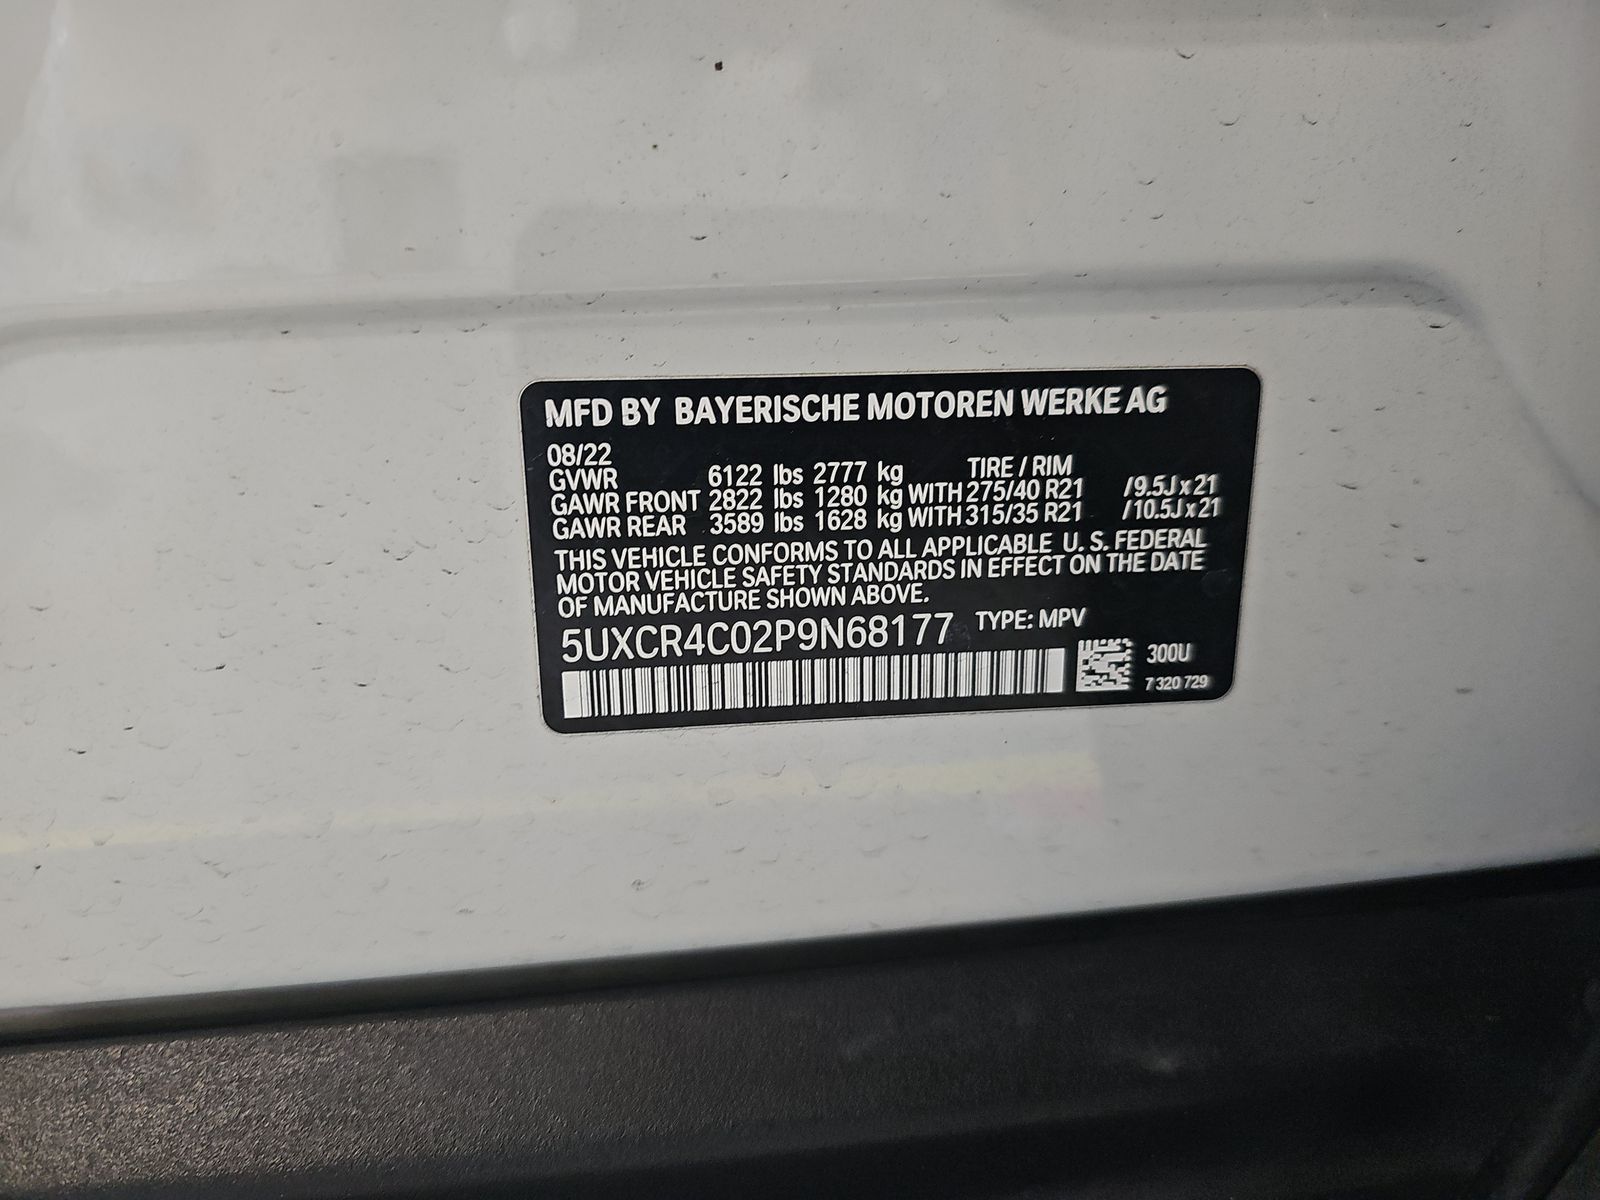 MFD BY BAYERISCHE MOTOREN WERKE AG
08/22
GVWR 6122 lbs 2777 kg TIRE / RIM
GAWR FRONT 2822 lbs 1280 kg WITH 275/40 R21 /9.5J x 21
GAWR REAR 3589 lbs 1628 kg WITH 315/35 R21 /10.5J x 21
THIS VEHICLE CONFORMS TO ALL APPLICABLE U. S. FEDERAL
MOTOR VEHICLE SAFETY STANDARDS IN EFFECT ON THE DATE
OF MANUFACTURE SHOWN ABOVE.
5UXCR4C02P9N68177 TYPE: MPV
300U
7 320 729